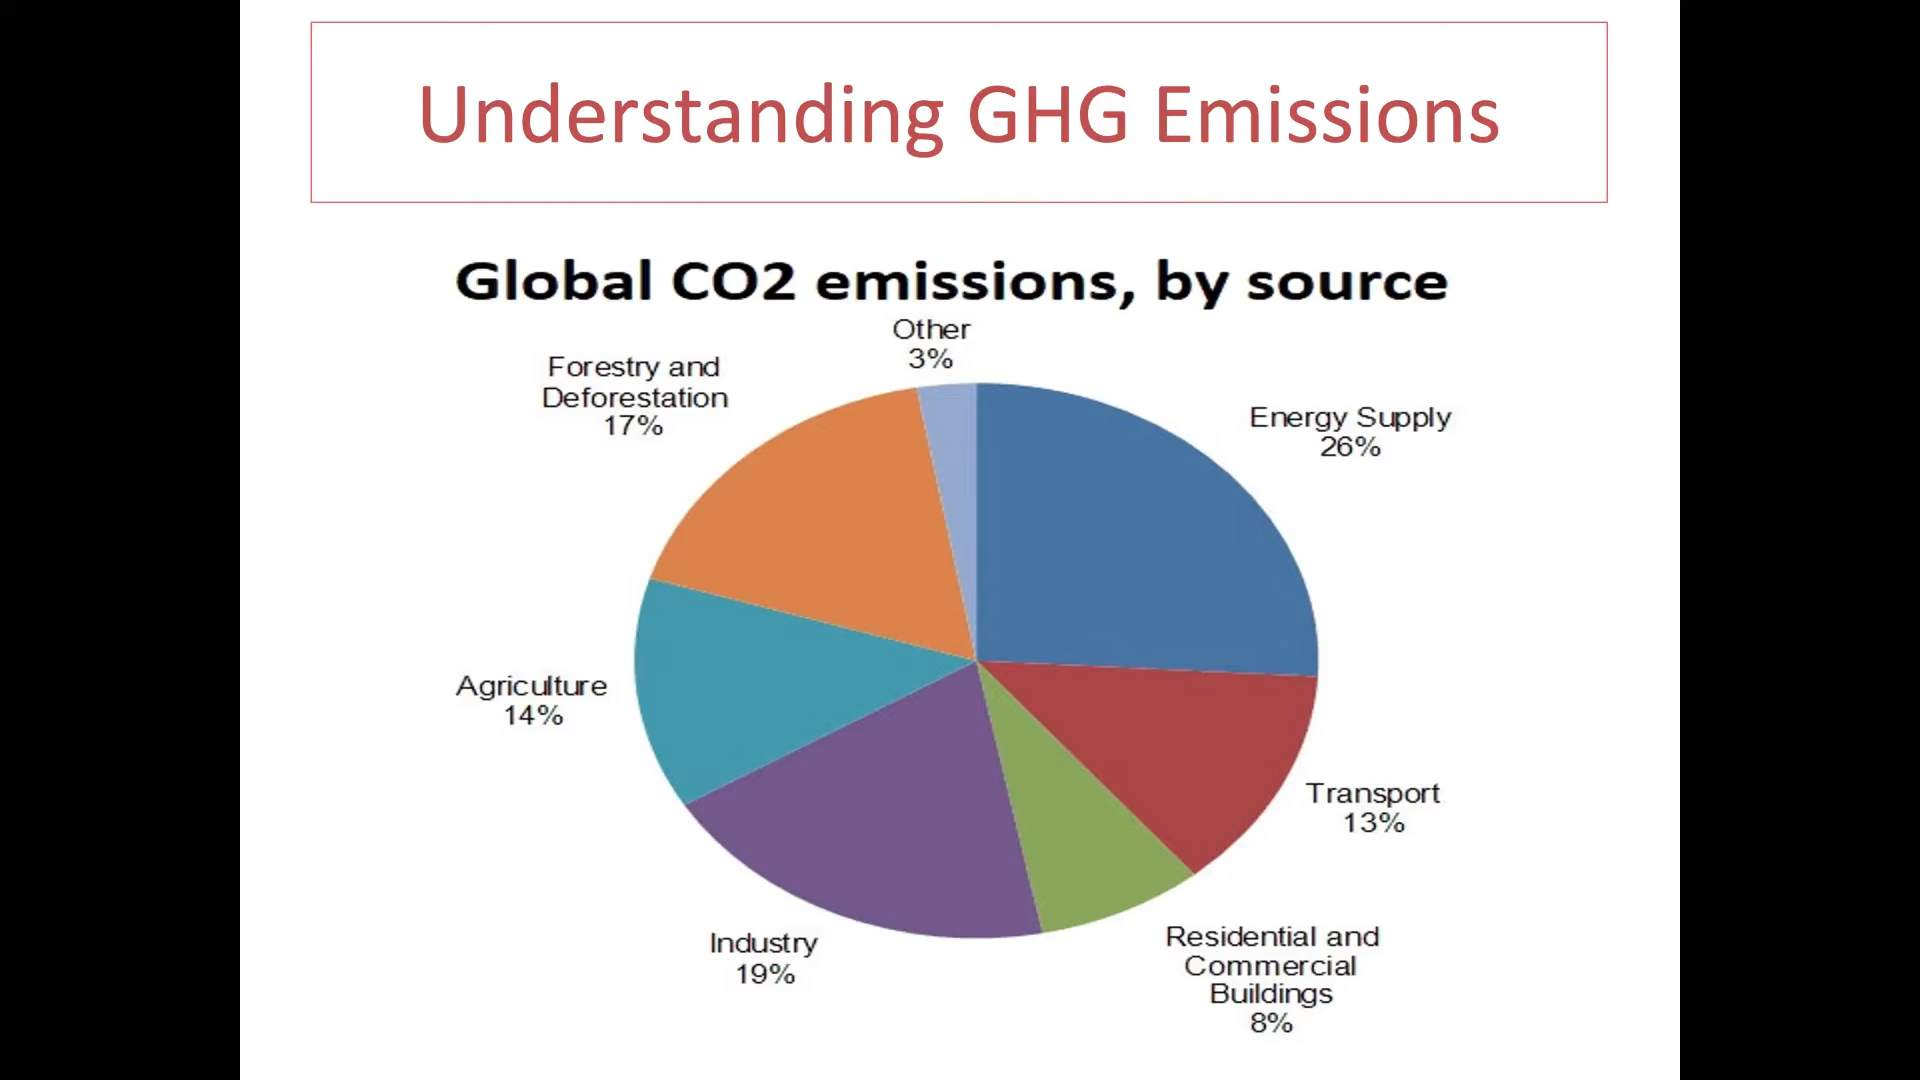 Understanding GHG Emissions
Global CO2 emissions, by source
Other
3%
Forestry and
Deforestation
17%
Energy Supply
26%
Agriculture
14%
Transport
13%
Industry
19%
Residential and
Commercial
Buildings
8%